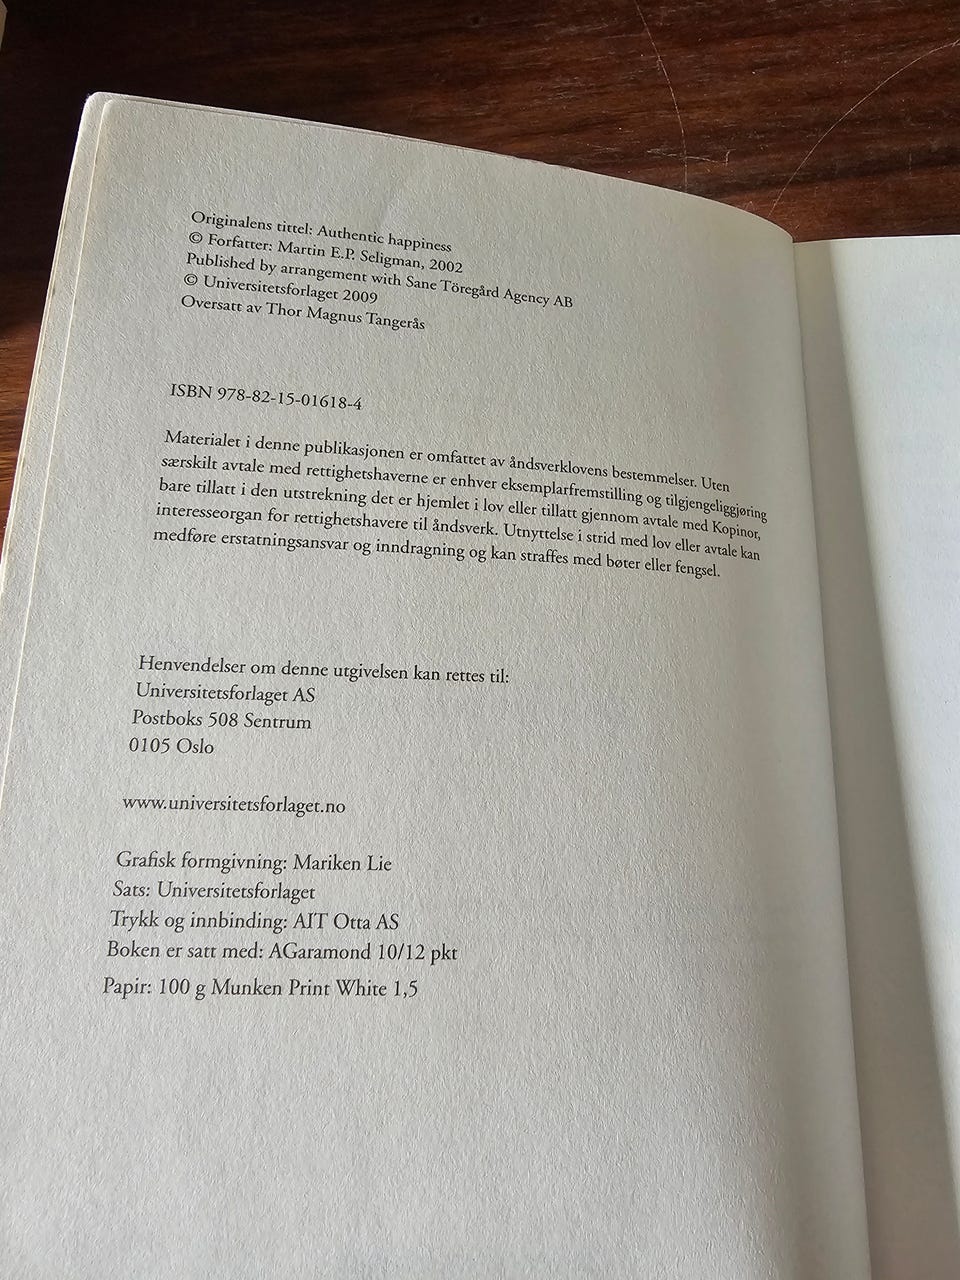 Originalens tittel: Authentic happiness
© Forfatter: Martin E.P. Seligman, 2002
Published by arrangement with Sane Töregård Agency AB
© Universitetsforlaget 2009
Oversatt av Thor Magnus Tangerås
ISBN 978-82-15-01618-4
Materialet i denne publikasjonen er omfattet av åndsverklovens bestemmelser. Uten
særskilt avtale med rettighetshaverne er enhver eksemplarfremstilling og tilgjengeliggjøring
bare tillatt i den utstrekning det er hjemlet i lov eller tillatt gjennom avtale med Kopinor,
interesseorgan for rettighetshavere til åndsverk. Utnyttelse i strid med lov eller avtale kan
medføre erstatningsansvar og inndragning og kan straffes med bøter eller fengsel.
Henvendelser om denne utgivelsen kan rettes til:
Universitetsforlaget AS
Postboks 508 Sentrum
0105 Oslo
www.universitetsforlaget.no
Grafisk formgivning: Mariken Lie
Sats: Universitetsforlaget
Trykk og innbinding: AIT Otta AS
Boken er satt med: AGaramond 10/12 pkt
Papir: 100 g Munken Print White 1,5